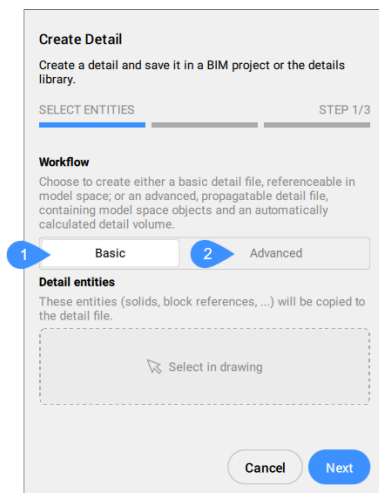 Create Detail
Create a detail and save it in a BIM project or the details
library.
SELECT ENTITIES STEP 1/3
Workflow
Choose to create either a basic detail file, referenceable in
model space; or an advanced, propagatable detail file,
containing model space objects and an automatically
calculated detail volume.
1 Basic 2 Advanced
Detail entities
These entities (solids, block references, ...) will be copied to
the detail file.
Select in drawing
Cancel Next